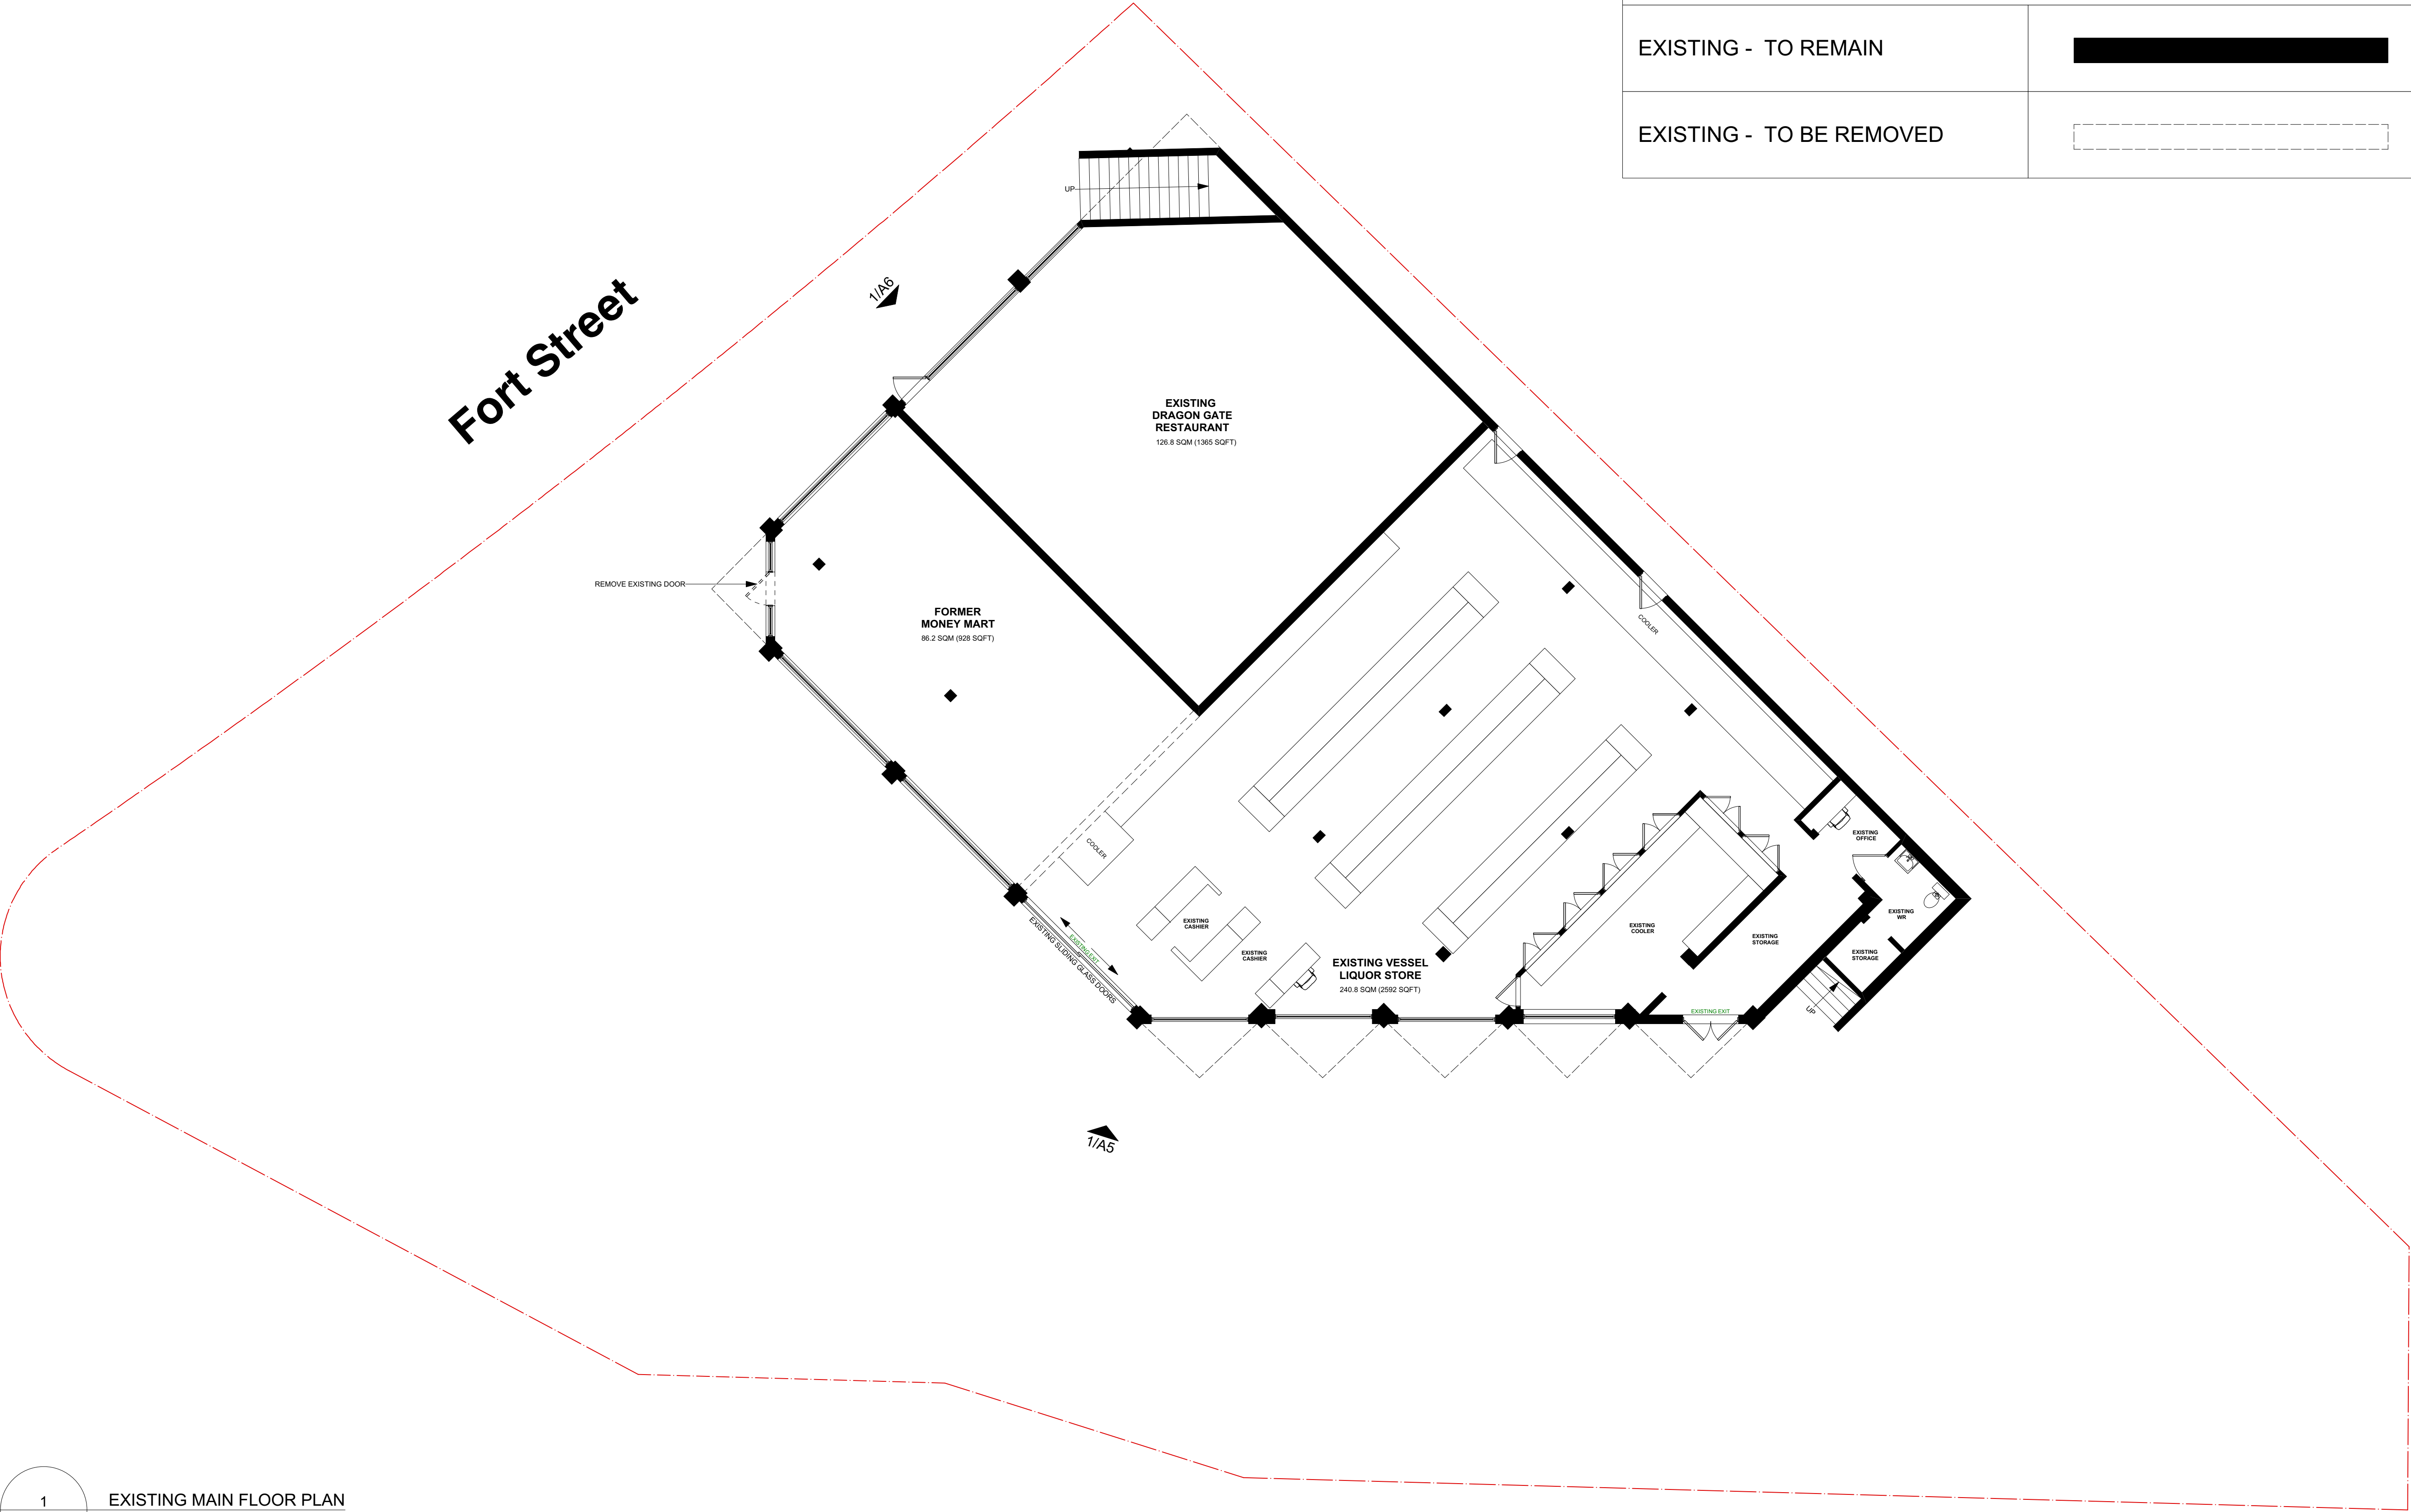 EXISTING - TO REMAIN
EXISTING - TO BE REMOVED
UP
1/A6
Fort Street
EXISTING
DRAGON GATE
RESTAURANT
126.8 SQM (1365 SQFT)
REMOVE EXISTING DOOR
FORMER
MONEY MART
86.2 SQM (928 SQFT)
COOLER
COOLER
EXISTING
OFFICE
EXISTING
CASHIER
EXISTING
CASHIER
EXISTING
WR
EXISTING
COOLER
EXISTING
STORAGE
EXISTING
STORAGE
EXISTING EXIT
EXISTING SLIDING GLASS DOORS
EXISTING VESSEL
LIQUOR STORE
240.8 SQM (2592 SQFT)
EXISTING EXIT
UP
1/A5
1
EXISTING MAIN FLOOR PLAN